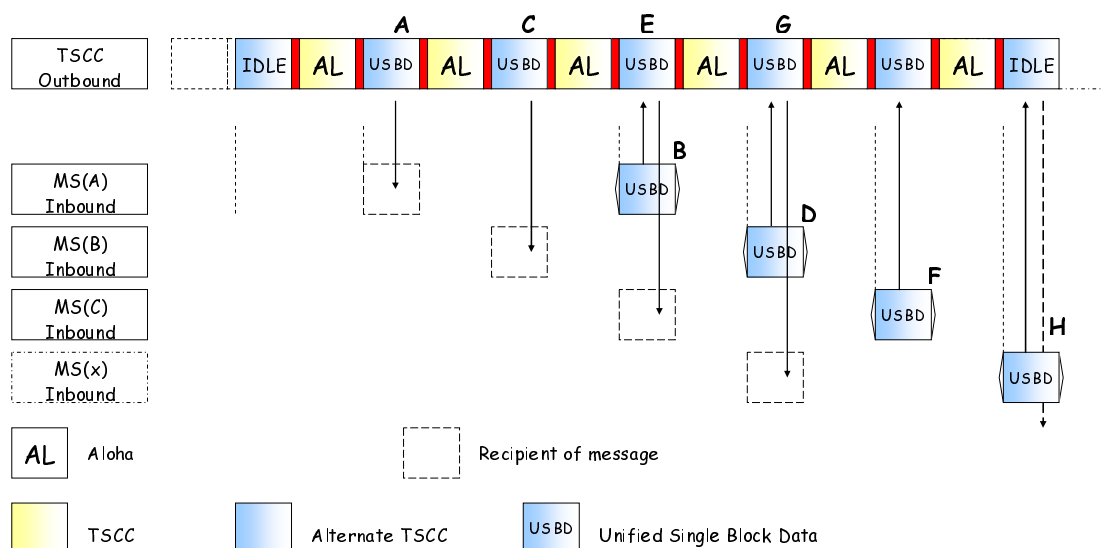 A C E G
TSCC
Outbound
IDLE AL USBD AL USBD AL USBD AL USBD AL USBD AL IDLE
MS(A)
Inbound
USBD B
MS(B)
Inbound
USBD D
MS(C)
Inbound
USBD F
MS(x)
Inbound
USBD H
AL Aloha
Recipient of message
TSCC
Alternate TSCC
USBD Unified Single Block Data